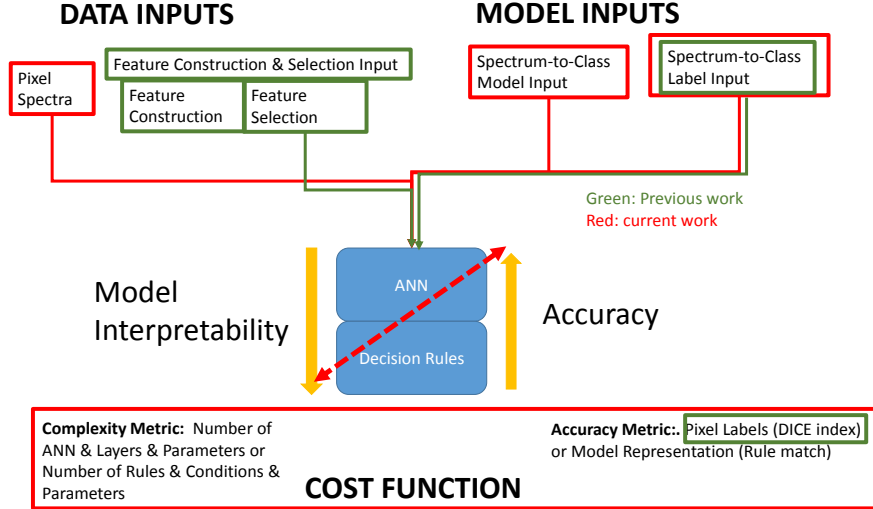 DATA INPUTS
MODEL INPUTS
Pixel
Spectra
Feature Construction & Selection Input
Feature
Construction
Feature
Selection
Spectrum-to-Class
Model Input
Spectrum-to-Class
Label Input
Green: Previous work
Red: current work
Model
Interpretability
ANN
Decision Rules
Accuracy
Complexity Metric: Number of
ANN & Layers & Parameters or
Number of Rules & Conditions &
Parameters
Accuracy Metric:. Pixel Labels (DICE index)
or Model Representation (Rule match)
COST FUNCTION